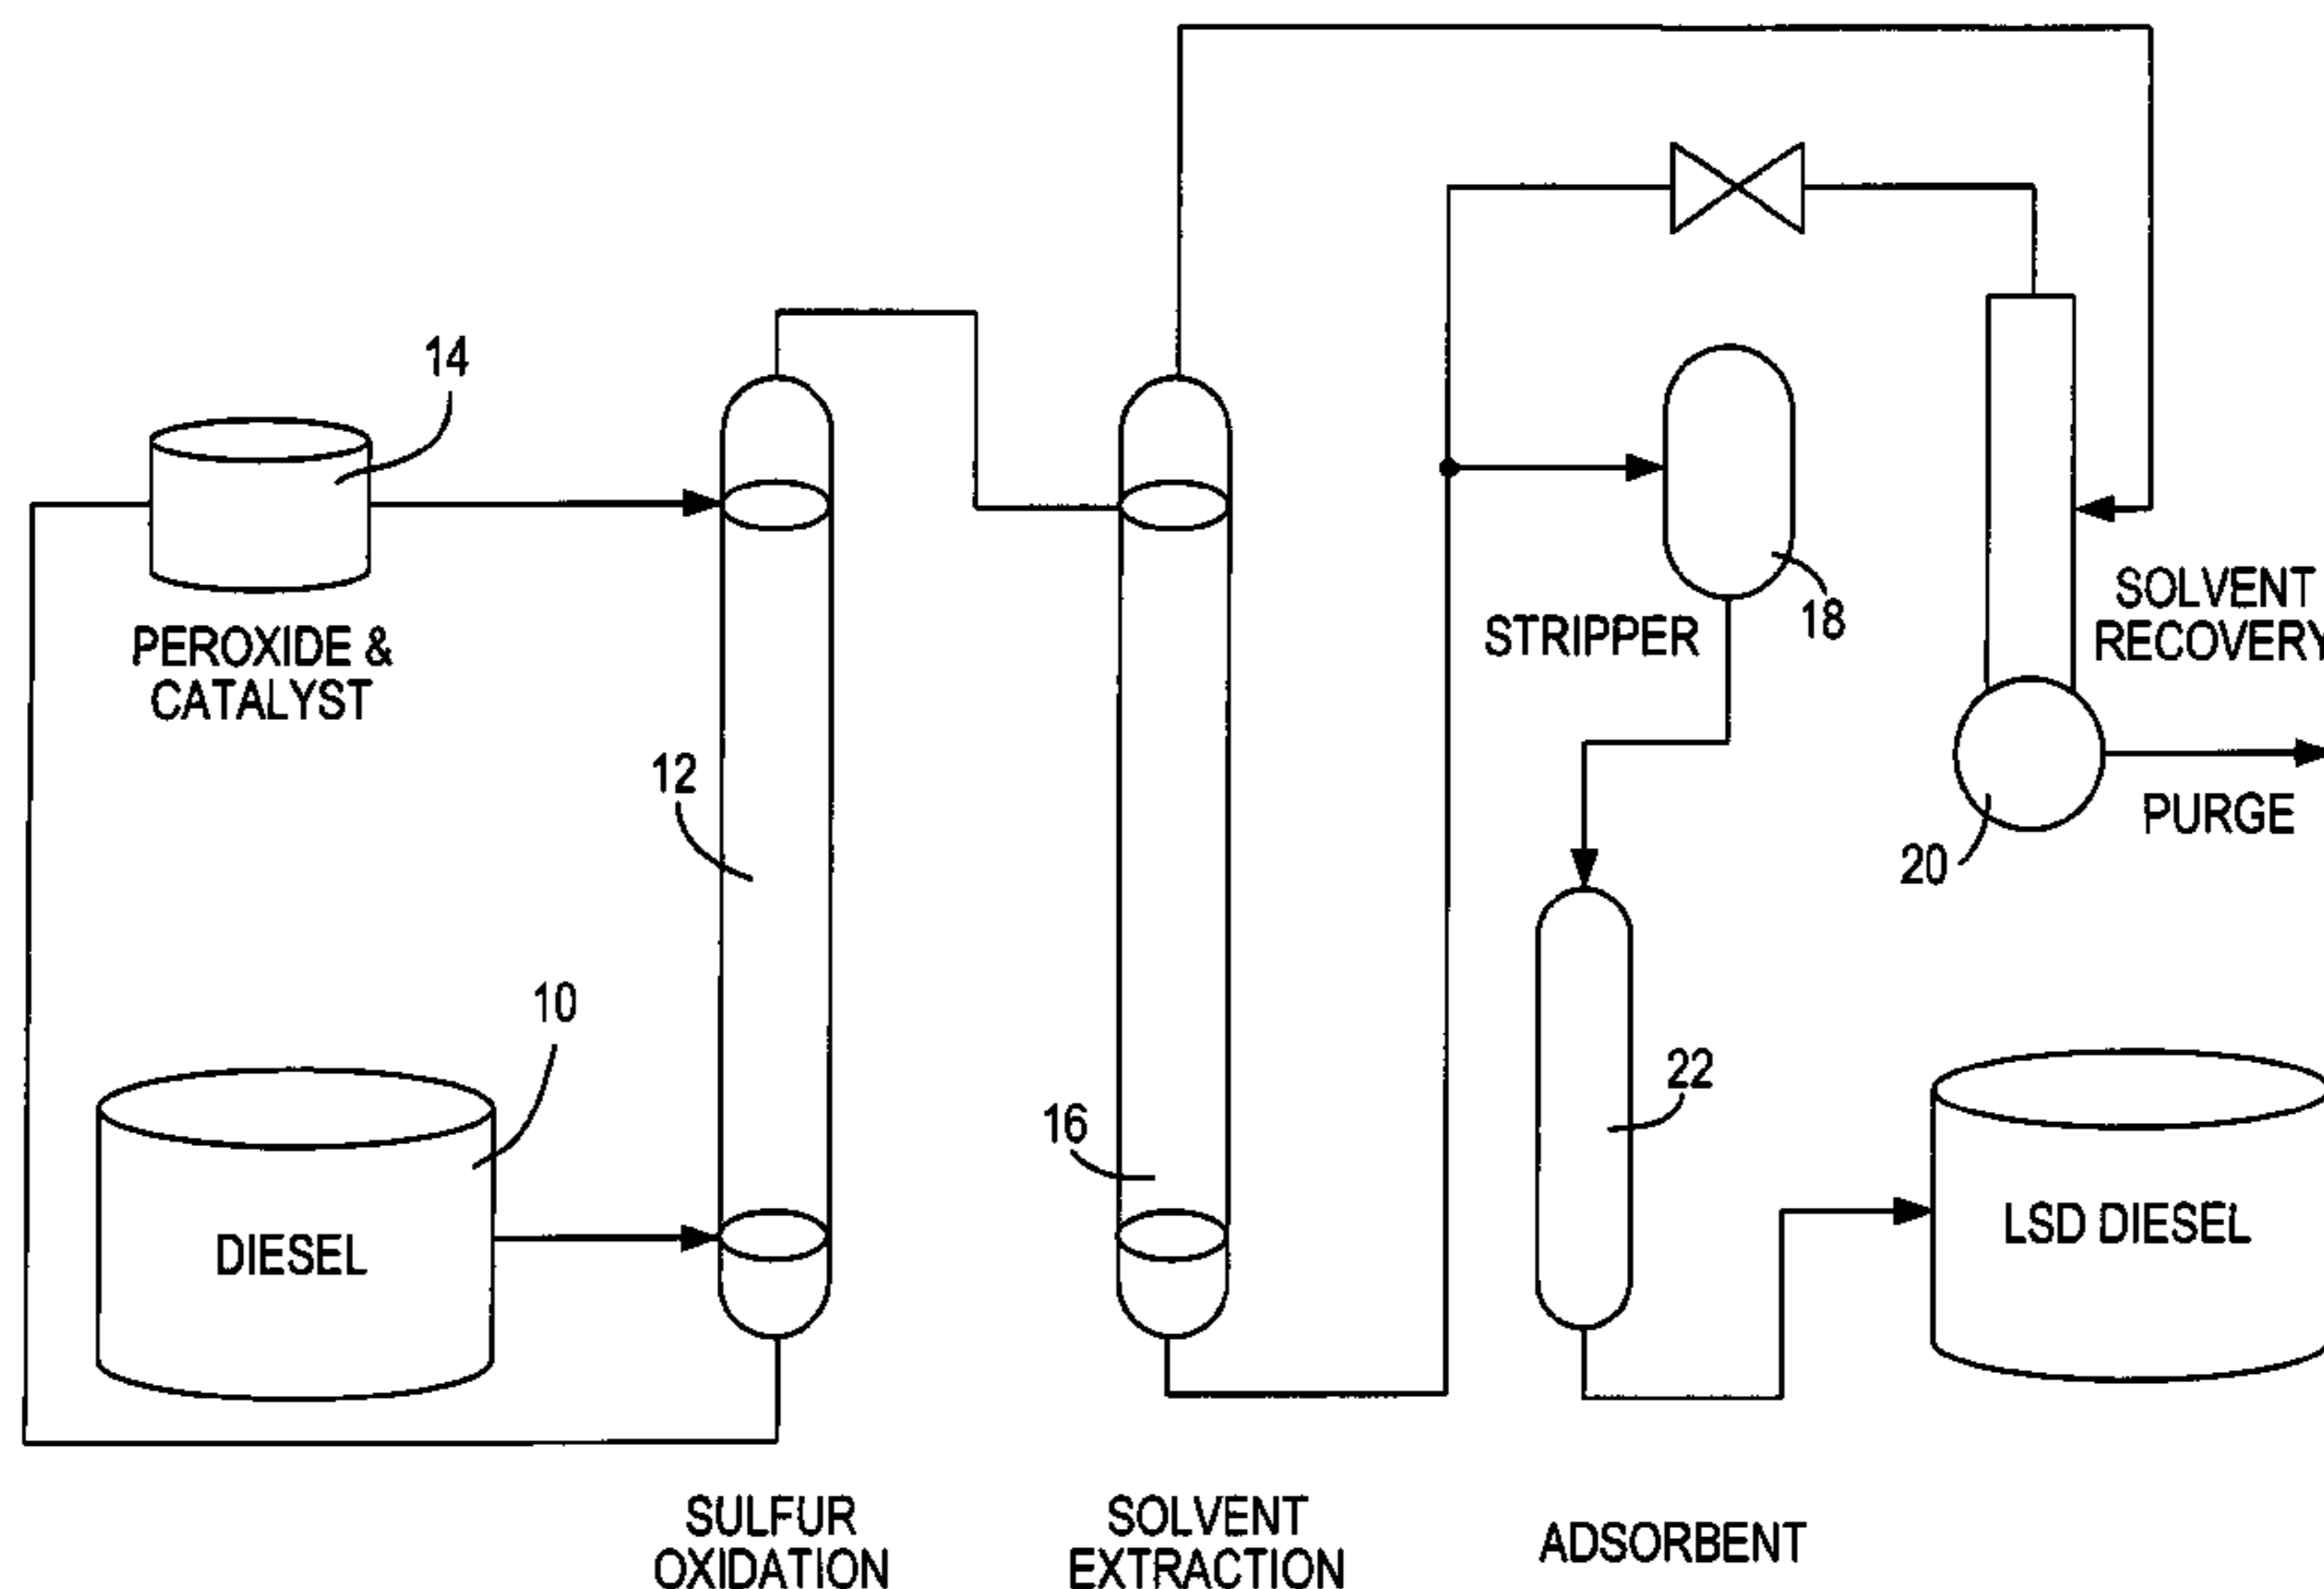 14
PEROXIDE &
CATALYST
12
10
DIESEL
SULFUR
OXIDATION
16
SOLVENT
EXTRACTION
STRIPPER
18
SOLVENT
RECOVERY
20
PURGE
22
ADSORBENT
LSD DIESEL